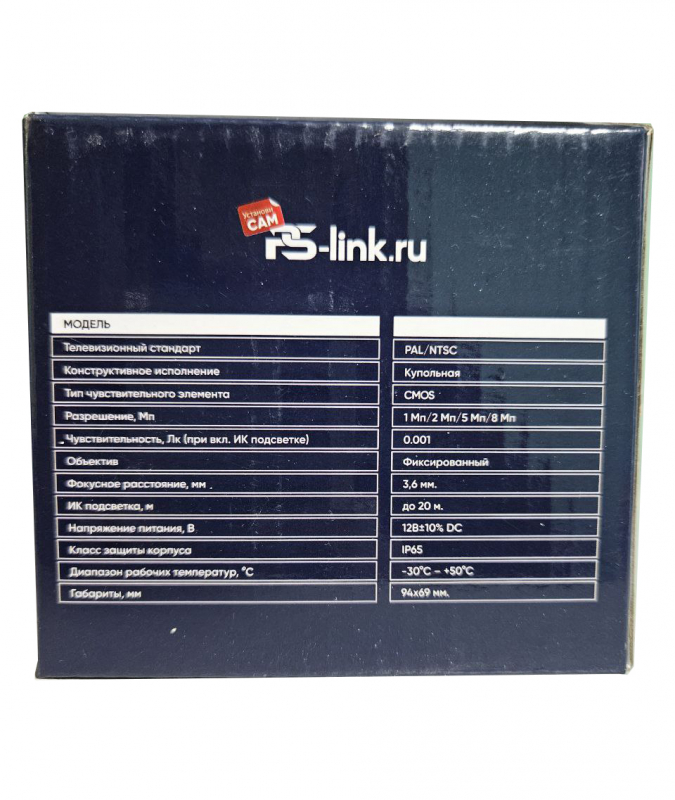 Установи
САМ
PS-link.ru
МОДЕЛЬ
Телевизионный стандарт PAL/NTSC
Конструктивное исполнение Купольная
Тип чувствительного элемента CMOS
Разрешение, Мп 1 Мп/2 Мп/5 Мп/8 Мп
Чувствительность, Лк (при вкл. ИК подсветке) 0.001
Объектив Фиксированный
Фокусное расстояние, мм 3,6 мм.
ИК подсветка, м до 20 м.
Напряжение питания, В 12В±10% DC
Класс защиты корпуса IP65
Диапазон рабочих температур, °С -30°С – +50°С
Габариты, мм 94х69 мм.